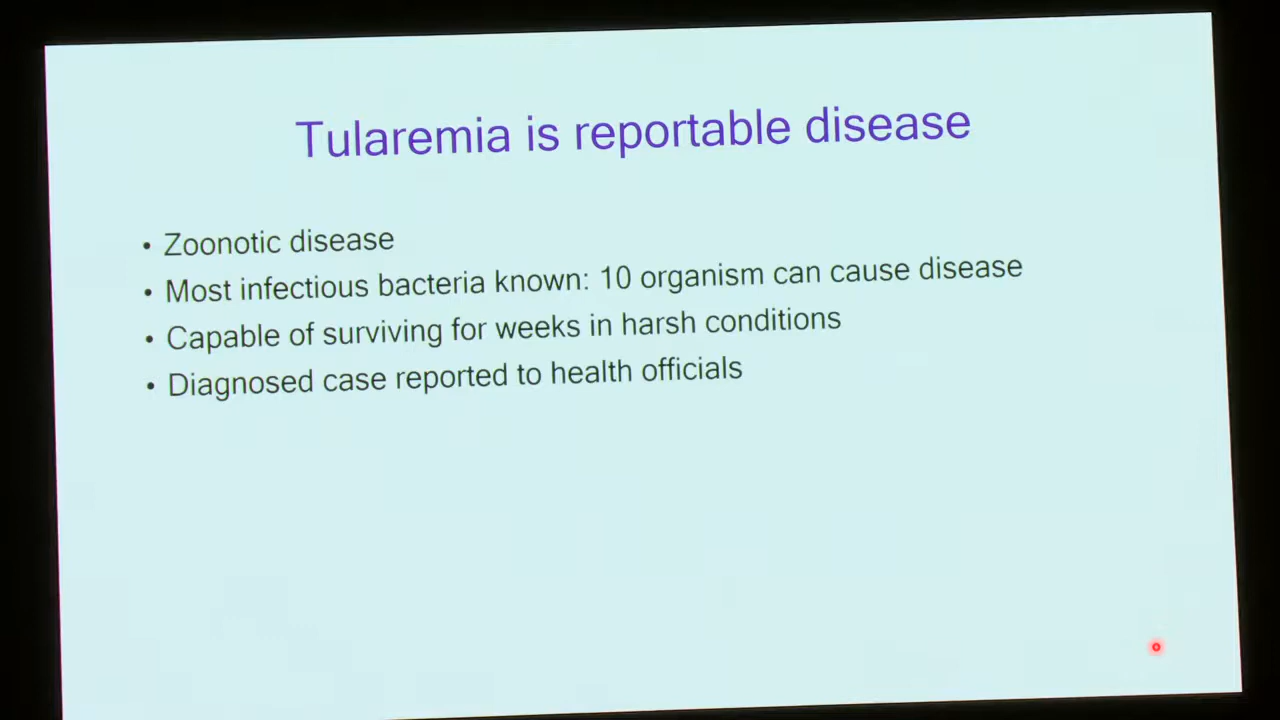 Tularemia is reportable disease
• Zoonotic disease
• Most infectious bacteria known: 10 organism can cause disease
• Capable of surviving for weeks in harsh conditions
• Diagnosed case reported to health officials